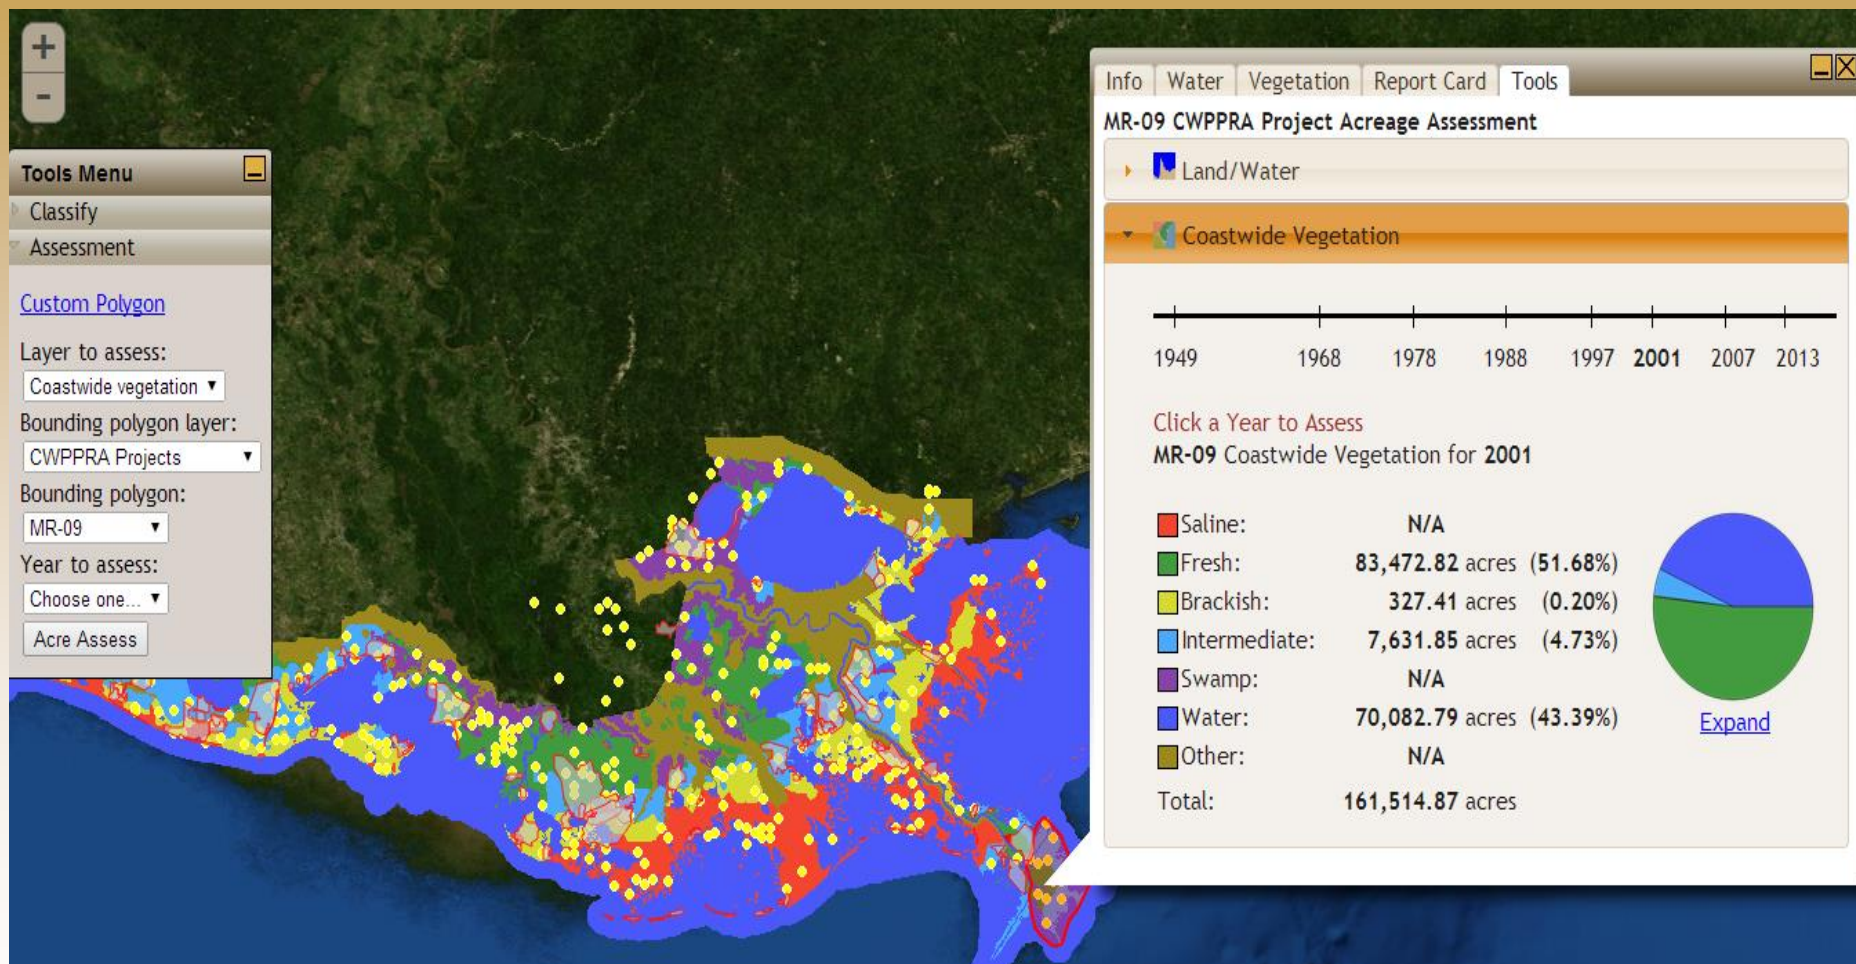 +
-
Tools Menu
Classify
Assessment
Custom Polygon
Layer to assess:
Coastwide vegetation
Bounding polygon layer:
CWPPRA Projects
Bounding polygon:
MR-09
Year to assess:
Choose one...
Acre Assess
Info Water Vegetation Report Card Tools
MR-09 CWPPRA Project Acreage Assessment
Land/Water
Coastwide Vegetation
1949 1968 1978 1988 1997 2001 2007 2013
Click a Year to Assess
MR-09 Coastwide Vegetation for 2001
Saline: N/A
Fresh: 83,472.82 acres (51.68%)
Brackish: 327.41 acres (0.20%)
Intermediate: 7,631.85 acres (4.73%)
Swamp: N/A
Water: 70,082.79 acres (43.39%)
Other: N/A
Total: 161,514.87 acres
Expand